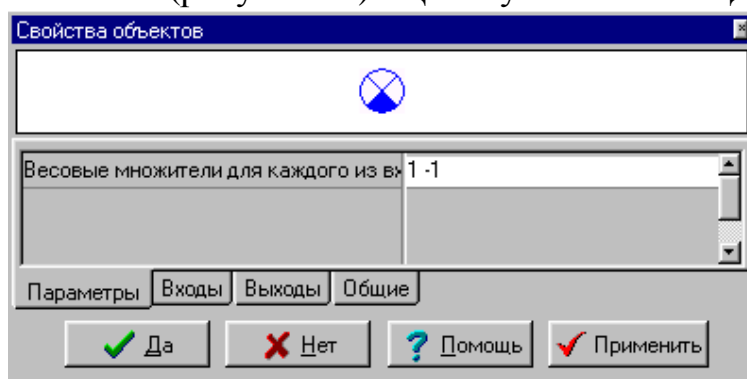 Свойства объектов
Весовые множители для каждого из вх 1 -1
Параметры Входы Выходы Общие
Да Нет Помощь Применить